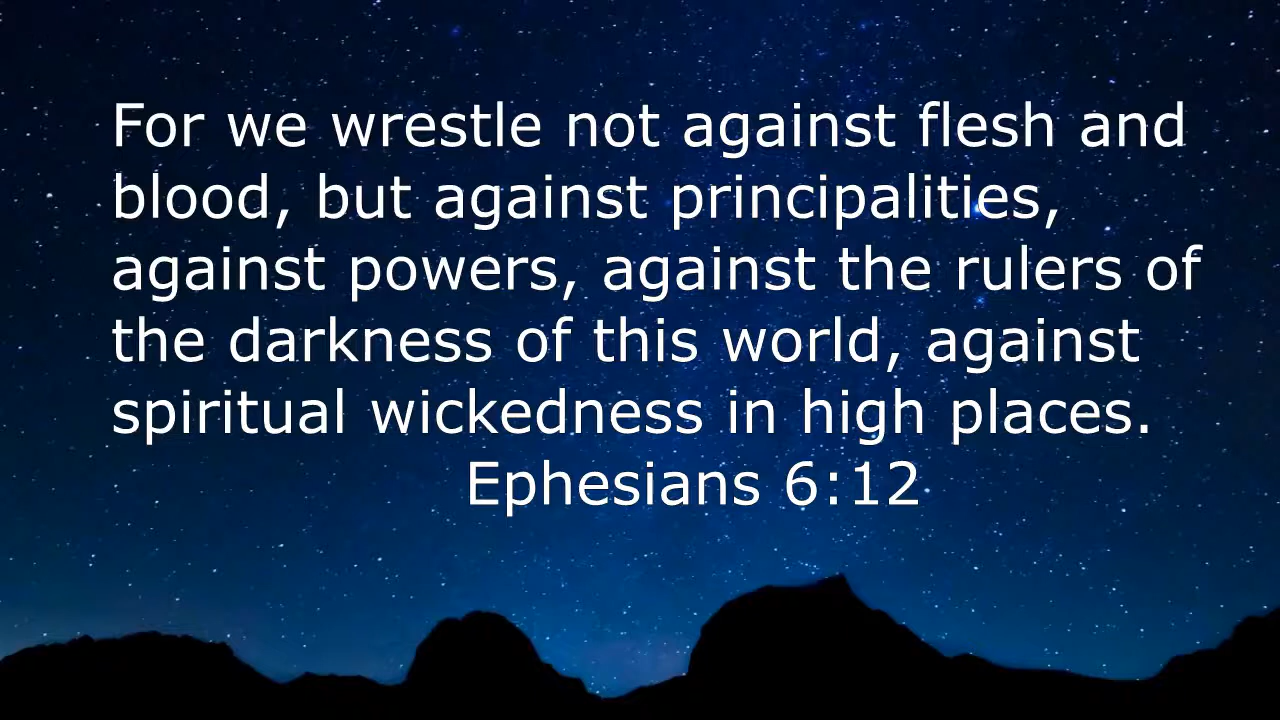 For we wrestle not against flesh and
blood, but against principalities,
against powers, against the rulers of
the darkness of this world, against
spiritual wickedness in high places.
Ephesians 6:12